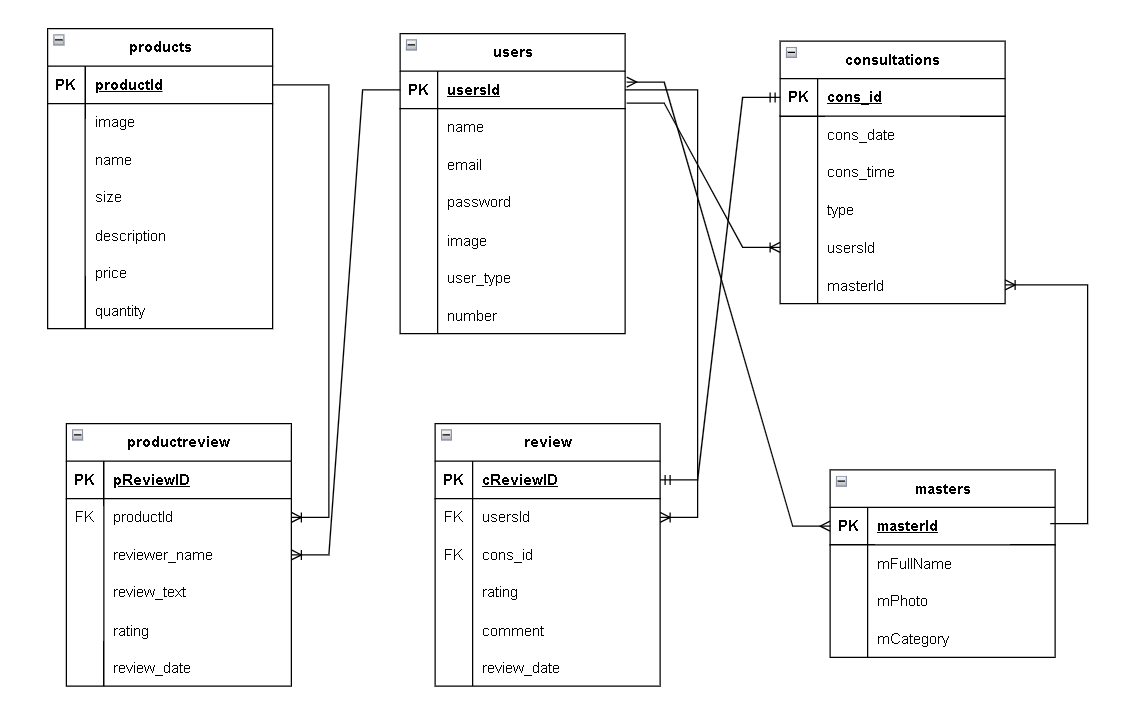 products
PK productId
image
name
size
description
price
quantity
users
PK usersId
name
email
password
image
user_type
number
consultations
PK cons_id
cons_date
cons_time
type
usersId
masterId
productreview
PK pReviewID
FK productId
reviewer_name
review_text
rating
review_date
review
PK cReviewID
FK usersId
FK cons_id
rating
comment
review_date
masters
PK masterId
mFullName
mPhoto
mCategory